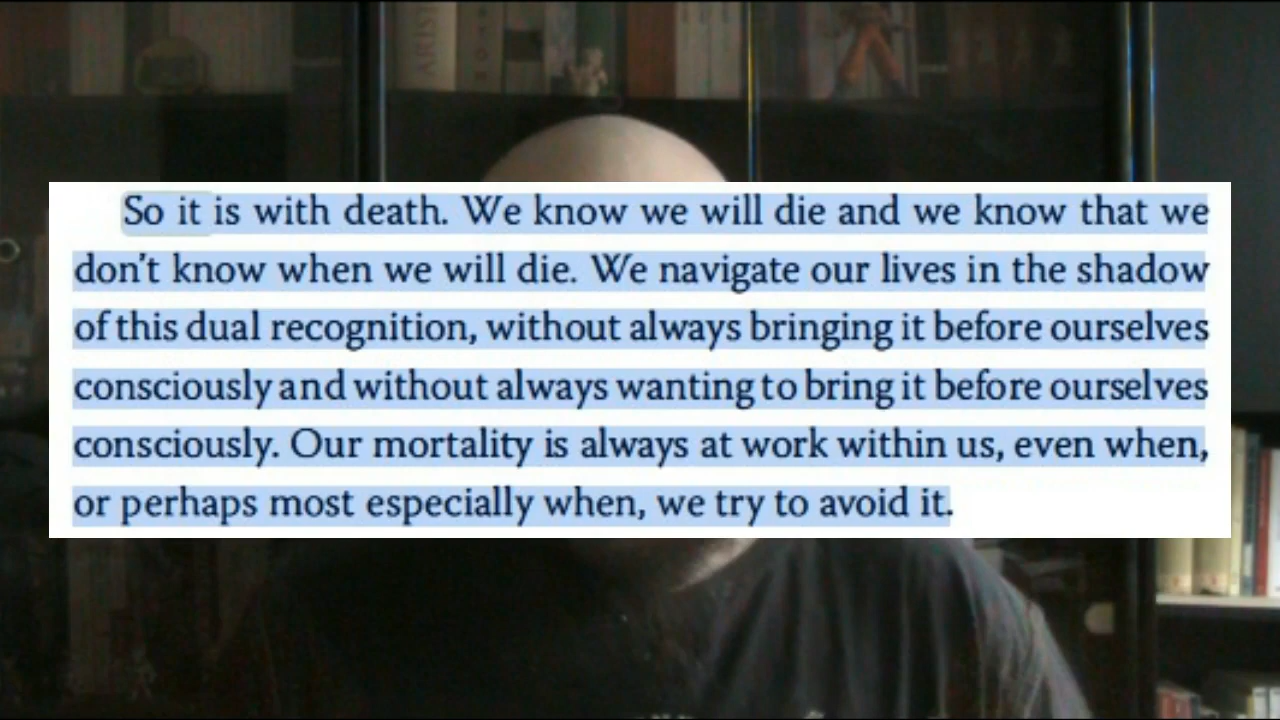 So it is with death. We know we will die and we know that we
don't know when we will die. We navigate our lives in the shadow
of this dual recognition, without always bringing it before ourselves
consciously and without always wanting to bring it before ourselves
consciously. Our mortality is always at work within us, even when,
or perhaps most especially when, we try to avoid it.